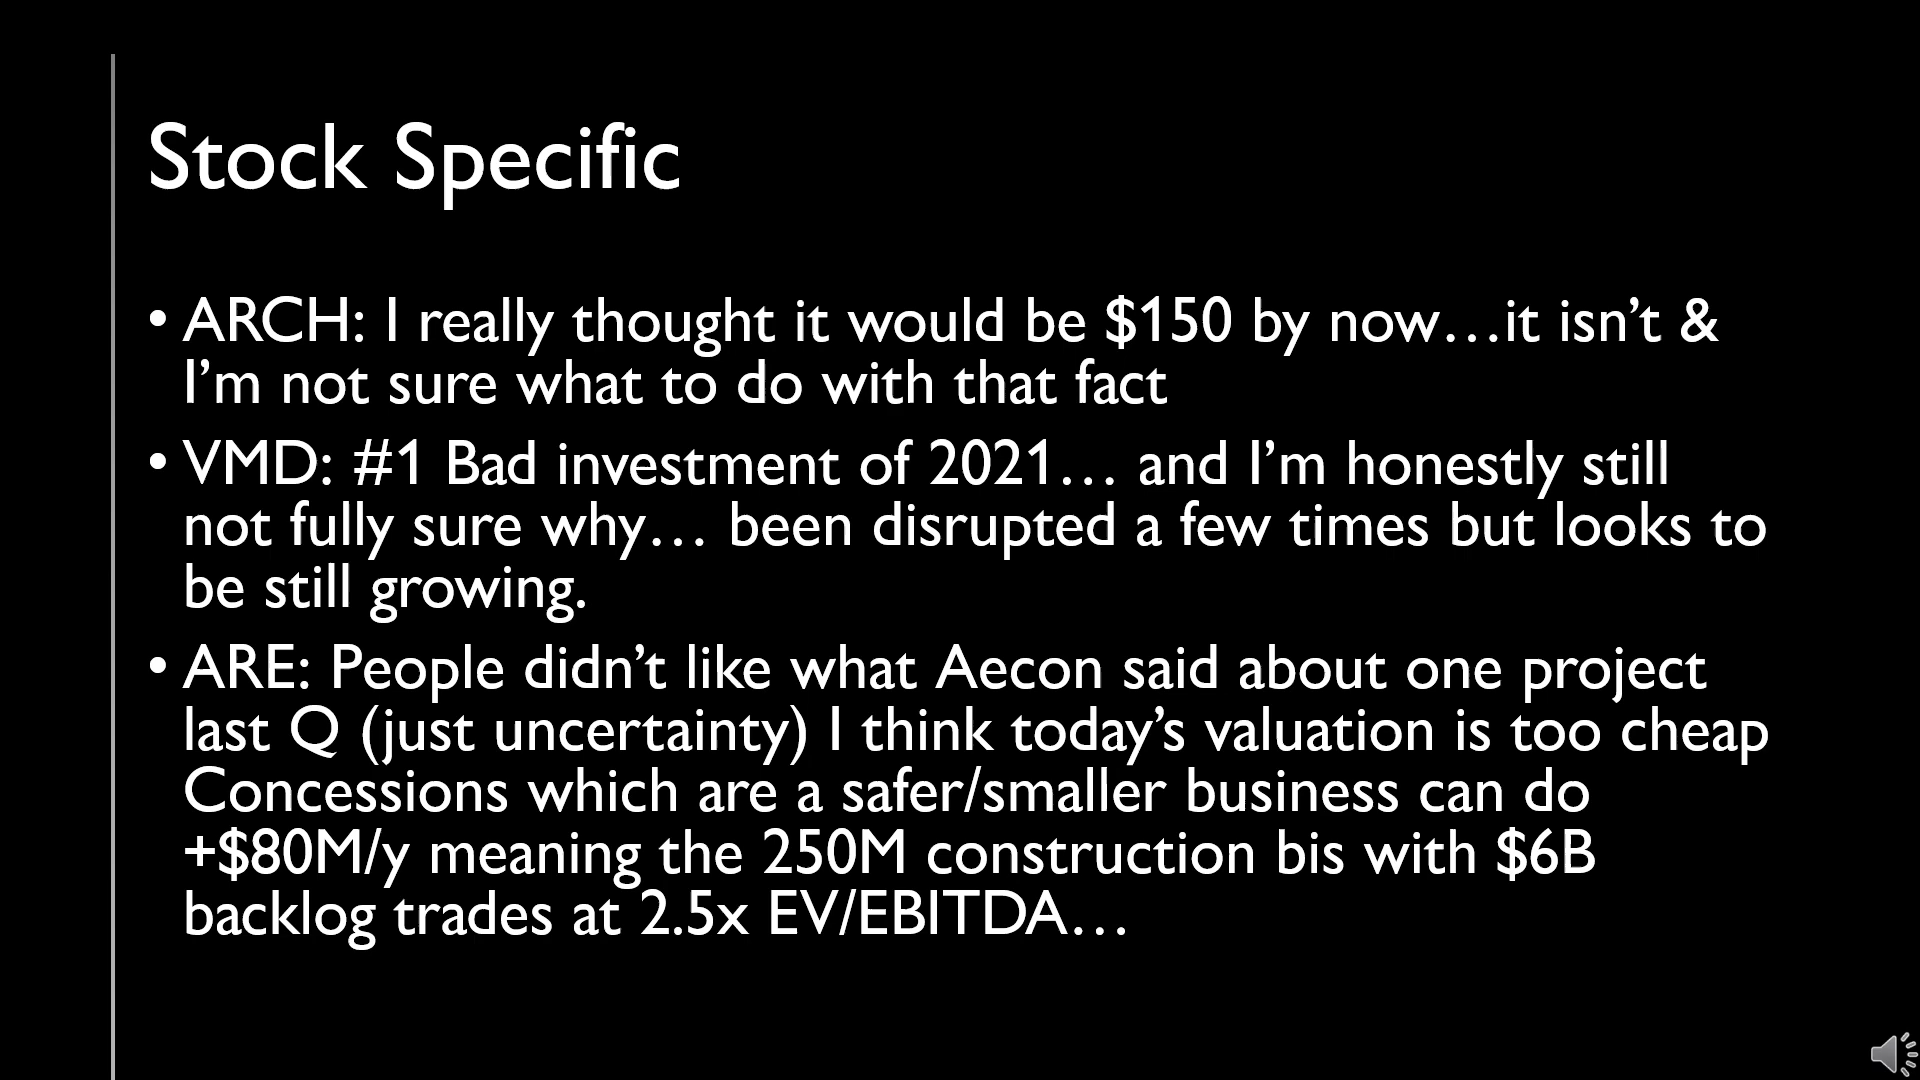 Stock Specific
• ARCH: I really thought it would be $150 by now…it isn’t &
I’m not sure what to do with that fact
• VMD: #1 Bad investment of 2021… and I’m honestly still
not fully sure why… been disrupted a few times but looks to
be still growing.
• ARE: People didn’t like what Aecon said about one project
last Q (just uncertainty) I think today’s valuation is too cheap
Concessions which are a safer/smaller business can do
+$80M/y meaning the 250M construction bis with $6B
backlog trades at 2.5x EV/EBITDA…